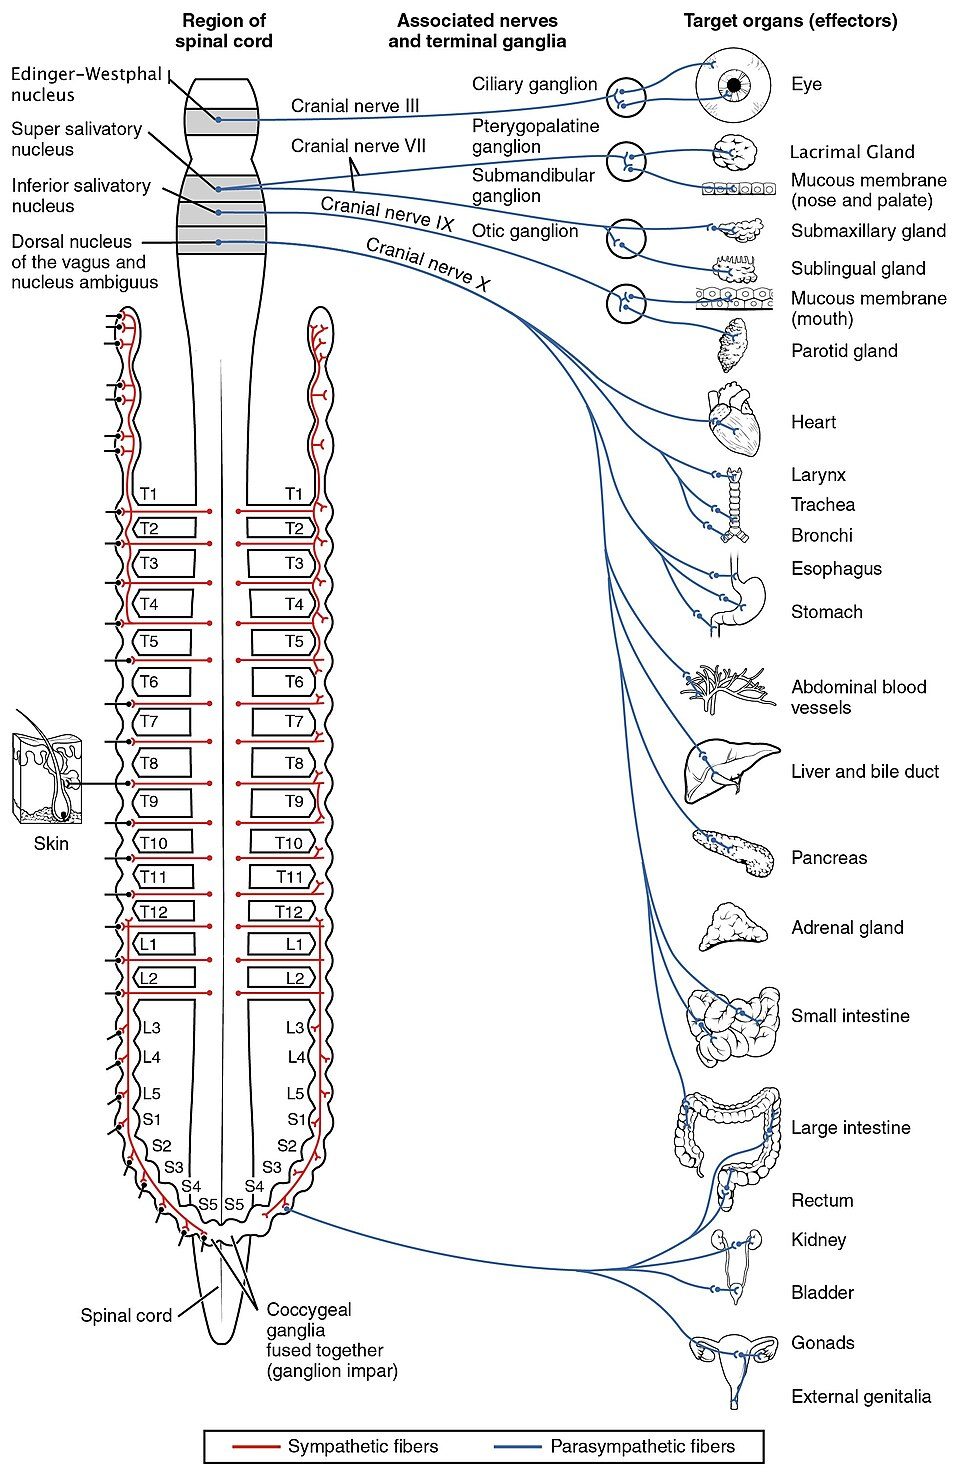 Region of
spinal cord
Associated nerves
and terminal ganglia
Target organs (effectors)
Edinger-Westphal
nucleus
Super salivatory
nucleus
Inferior salivatory
nucleus
Dorsal nucleus
of the vagus and
nucleus ambiguus
Cranial nerve III
Cranial nerve VII
Cranial nerve IX
Cranial nerve X
Ciliary ganglion
Pterygopalatine
ganglion
Submandibular
ganglion
Otic ganglion
Eye
Lacrimal Gland
Mucous membrane
(nose and palate)
Submaxillary gland
Sublingual gland
Mucous membrane
(mouth)
Parotid gland
Heart
Larynx
Trachea
Bronchi
Esophagus
Stomach
Abdominal blood
vessels
Liver and bile duct
Pancreas
Adrenal gland
Small intestine
Large intestine
Rectum
Kidney
Bladder
Gonads
External genitalia
T1 T1
T2 T2
T3 T3
T4 T4
T5 T5
T6 T6
T7 T7
T8 T8
T9 T9
T10 T10
T11 T11
T12 T12
L1 L1
L2 L2
L3 L3
L4 L4
L5 L5
S1 S1
S2 S2
S3 S3
S4 S4
S5 S5
Skin
Spinal cord
Coccygeal
ganglia
fused together
(ganglion impar)
Sympathetic fibers
Parasympathetic fibers